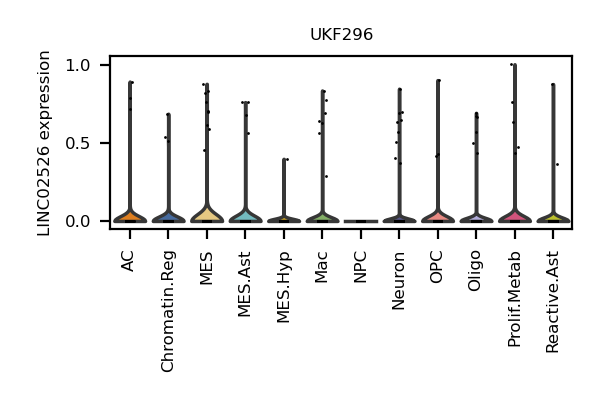 UKF296
LINC02526 expression
1.0
0.5
0.0
AC
Chromatin.Reg
MES
MES.Ast
MES.Hyp
Mac
NPC
Neuron
OPC
Oligo
Prolif.Metab
Reactive.Ast